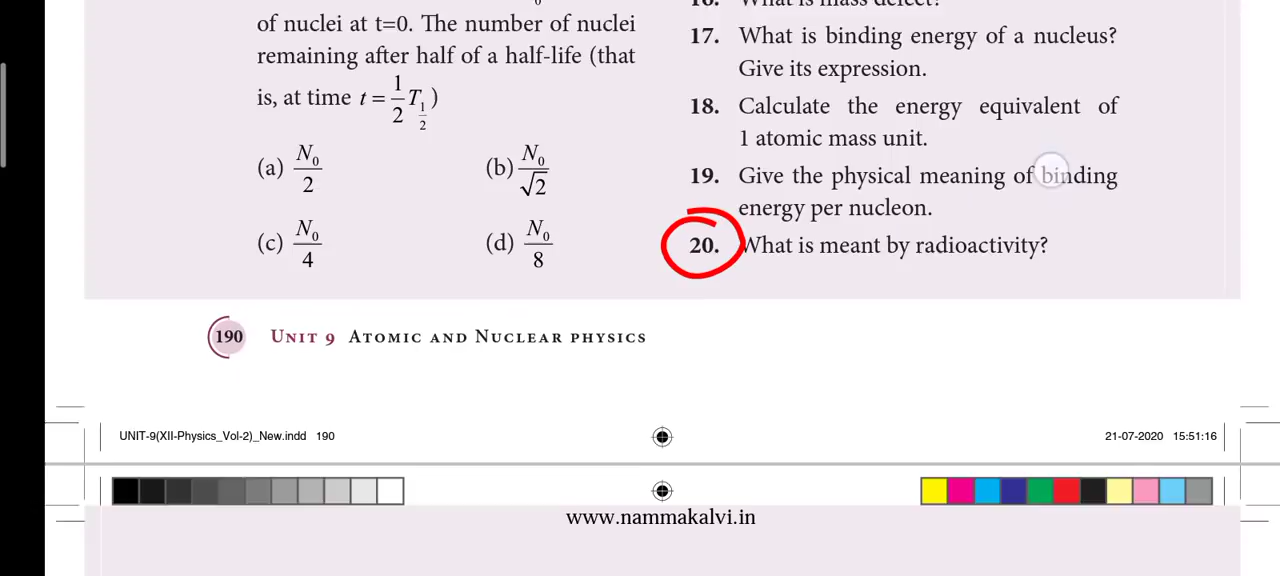 of nuclei at t=0. The number of nuclei
remaining after half of a half-life (that
is, at time t = 1/2 T 1/2 )
(a) N0/2 (b) N0/√2
(c) N0/4 (d) N0/8
17. What is binding energy of a nucleus?
Give its expression.
18. Calculate the energy equivalent of
1 atomic mass unit.
19. Give the physical meaning of binding
energy per nucleon.
20. What is meant by radioactivity?
190 Unit 9 Atomic and Nuclear physics
UNIT-9(XII-Physics_Vol-2)_New.indd 190
21-07-2020 15:51:16
www.nammakalvi.in